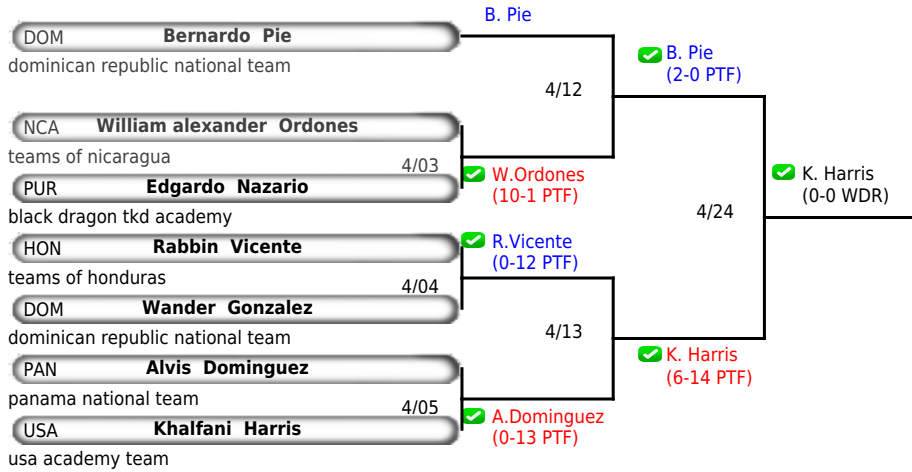 B. Pie
DOM Bernardo Pie
dominican republic national team
B. Pie
(2-0 PTF)
4/12
NCA William alexander Ordones
teams of nicaragua
4/03
W.Ordones
(10-1 PTF)
PUR Edgardo Nazario
black dragon tkd academy
K. Harris
(0-0 WDR)
4/24
HON Rabbin Vicente
teams of honduras
R.Vicente
(0-12 PTF)
4/04
DOM Wander Gonzalez
dominican republic national team
4/13
PAN Alvis Dominguez
panama national team
K. Harris
(6-14 PTF)
4/05
A.Dominguez
(0-13 PTF)
USA Khalfani Harris
usa academy team